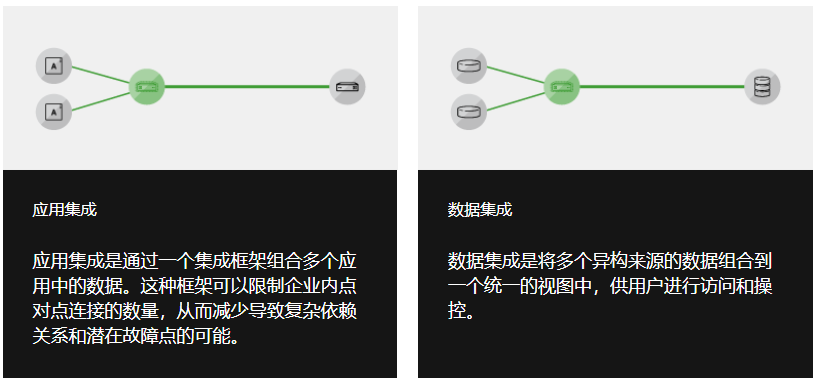 A
A
应用集成
应用集成是通过一个集成框架组合多个应
用中的数据。这种框架可以限制企业内点
对点连接的数量，从而减少导致复杂依赖
关系和潜在故障点的可能。
数据集成
数据集成是将多个异构来源的数据组合到
一个统一的视图中，供用户进行访问和操
控。